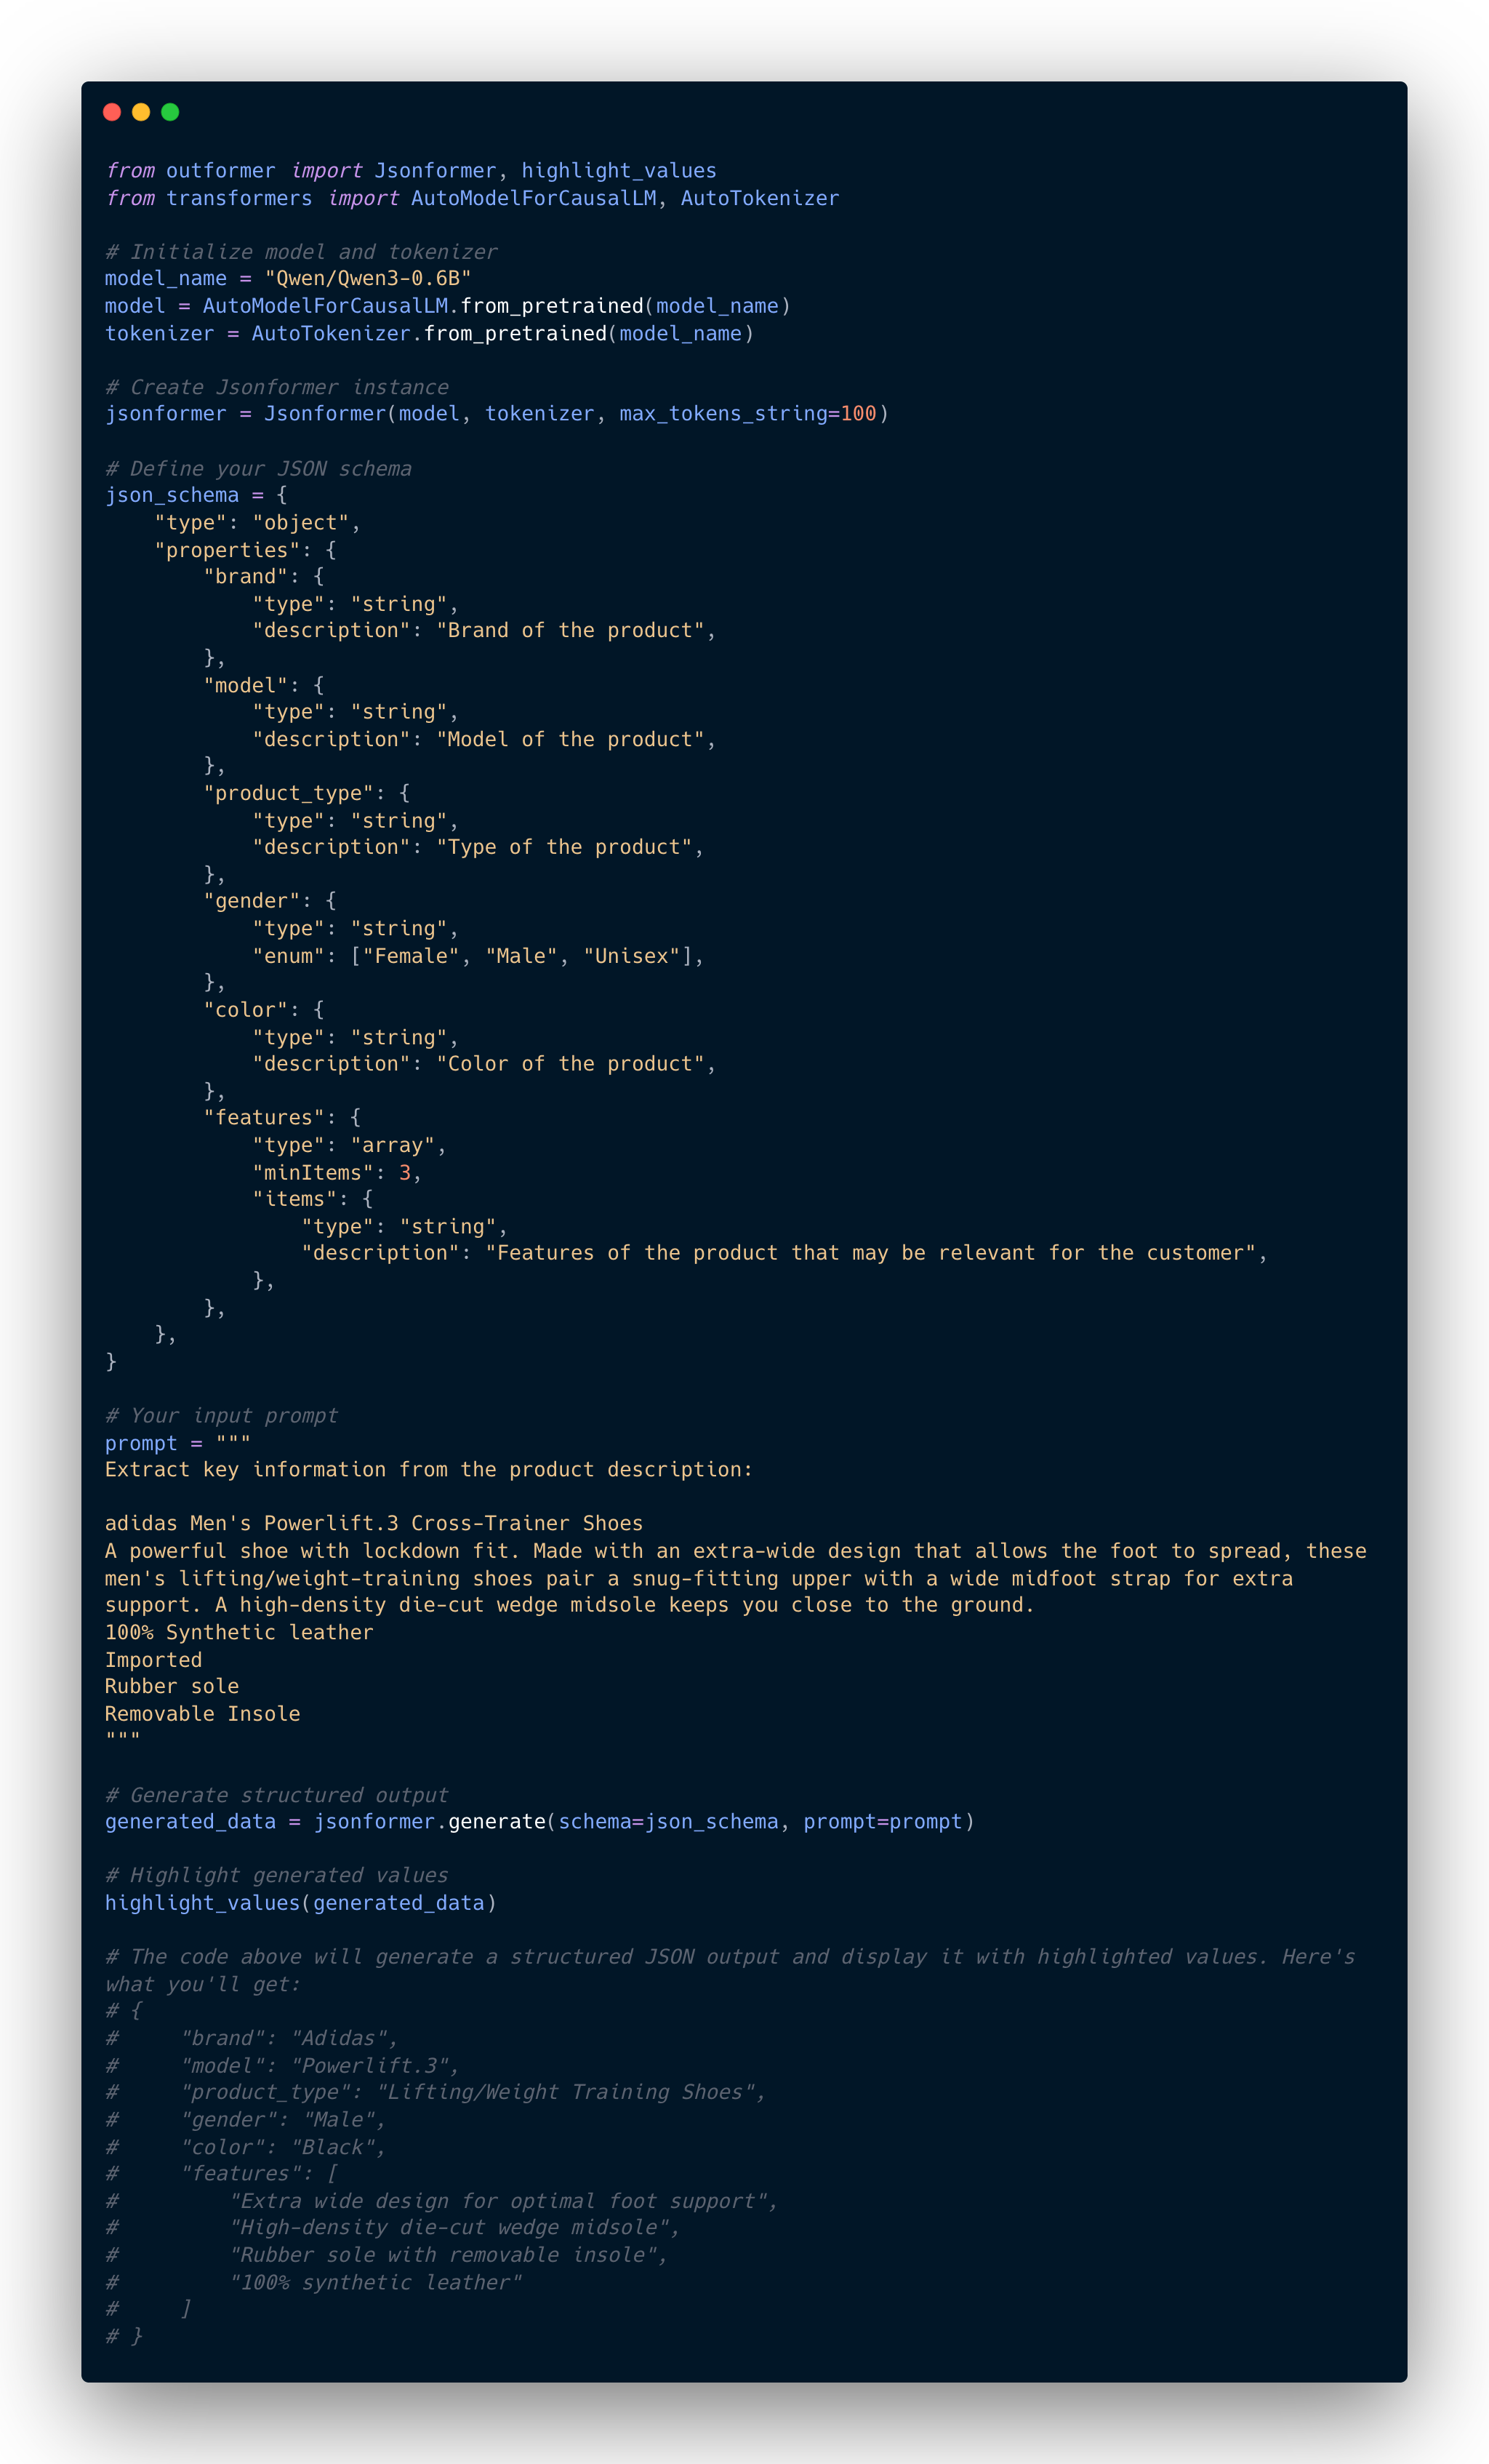 from outformer import Jsonformer, highlight_values
from transformers import AutoModelForCausalLM, AutoTokenizer

# Initialize model and tokenizer
model_name = "Qwen/Qwen3-0.6B"
model = AutoModelForCausalLM.from_pretrained(model_name)
tokenizer = AutoTokenizer.from_pretrained(model_name)

# Create Jsonformer instance
jsonformer = Jsonformer(model, tokenizer, max_tokens_string=100)

# Define your JSON schema
json_schema = {
    "type": "object",
    "properties": {
        "brand": {
            "type": "string",
            "description": "Brand of the product",
        },
        "model": {
            "type": "string",
            "description": "Model of the product",
        },
        "product_type": {
            "type": "string",
            "description": "Type of the product",
        },
        "gender": {
            "type": "string",
            "enum": ["Female", "Male", "Unisex"],
        },
        "color": {
            "type": "string",
            "description": "Color of the product",
        },
        "features": {
            "type": "array",
            "minItems": 3,
            "items": {
                "type": "string",
                "description": "Features of the product that may be relevant for the customer",
            },
        },
    },
}

# Your input prompt
prompt = """
Extract key information from the product description:

adidas Men's Powerlift.3 Cross-Trainer Shoes
A powerful shoe with lockdown fit. Made with an extra-wide design that allows the foot to spread, these
men's lifting/weight-training shoes pair a snug-fitting upper with a wide midfoot strap for extra
support. A high-density die-cut wedge midsole keeps you close to the ground.
100% Synthetic leather
Imported
Rubber sole
Removable Insole
"""

# Generate structured output
generated_data = jsonformer.generate(schema=json_schema, prompt=prompt)

# Highlight generated values
highlight_values(generated_data)

# The code above will generate a structured JSON output and display it with highlighted values. Here's
what you'll get:
# {
#     "brand": "Adidas",
#     "model": "Powerlift.3",
#     "product_type": "Lifting/Weight Training Shoes",
#     "gender": "Male",
#     "color": "Black",
#     "features": [
#         "Extra wide design for optimal foot support",
#         "High-density die-cut wedge midsole",
#         "Rubber sole with removable insole",
#         "100% synthetic leather"
#     ]
# }